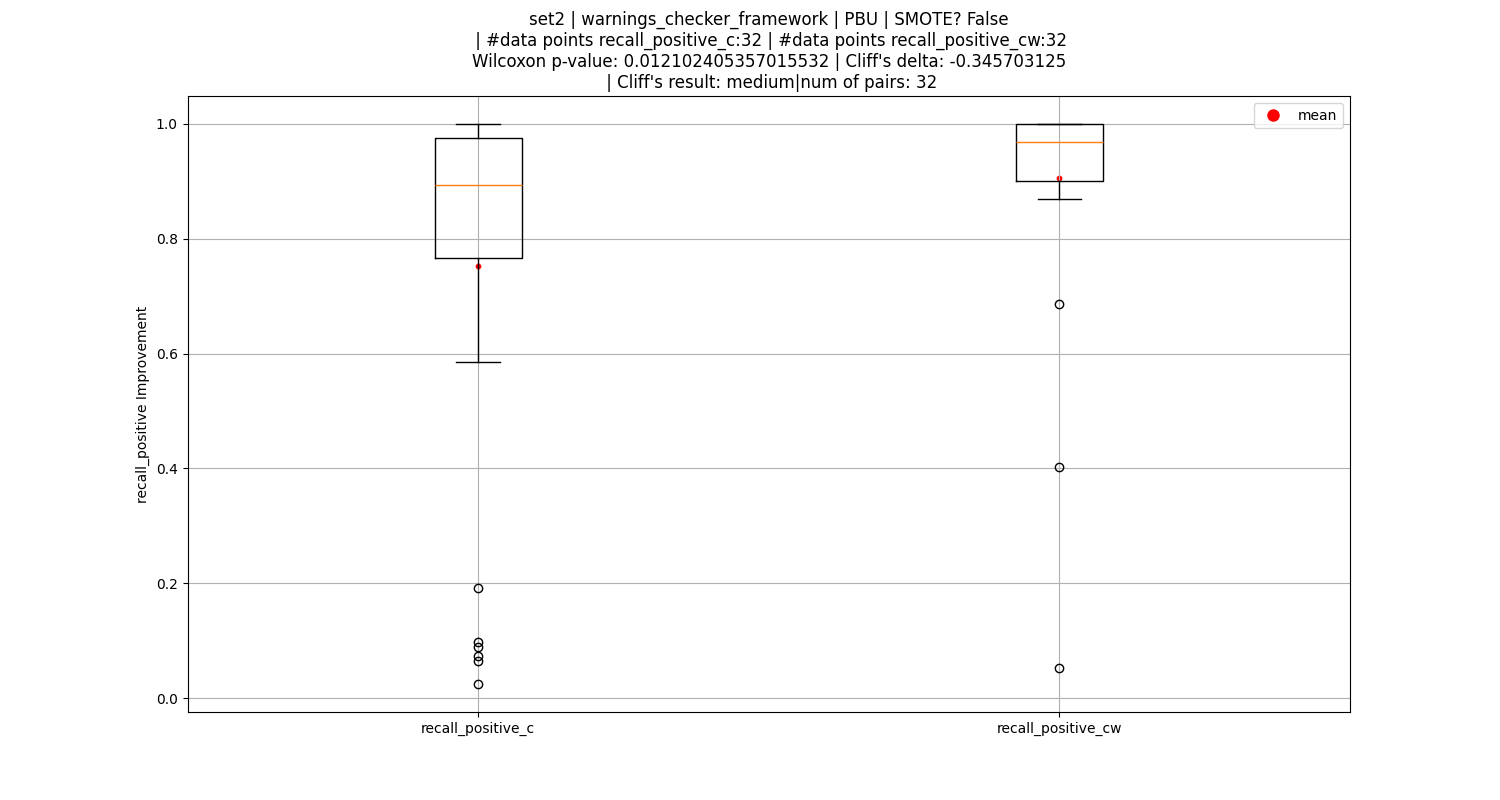 set2 | warnings_checker_framework | PBU | SMOTE? False
| #data points recall_positive_c:32 | #data points recall_positive_cw:32
Wilcoxon p-value: 0.012102405357015532 | Cliff's delta: -0.345703125
| Cliff's result: medium|num of pairs: 32
mean
1.0
0.8
0.6
0.4
0.2
0.0
recall_positive Improvement
recall_positive_c
recall_positive_cw